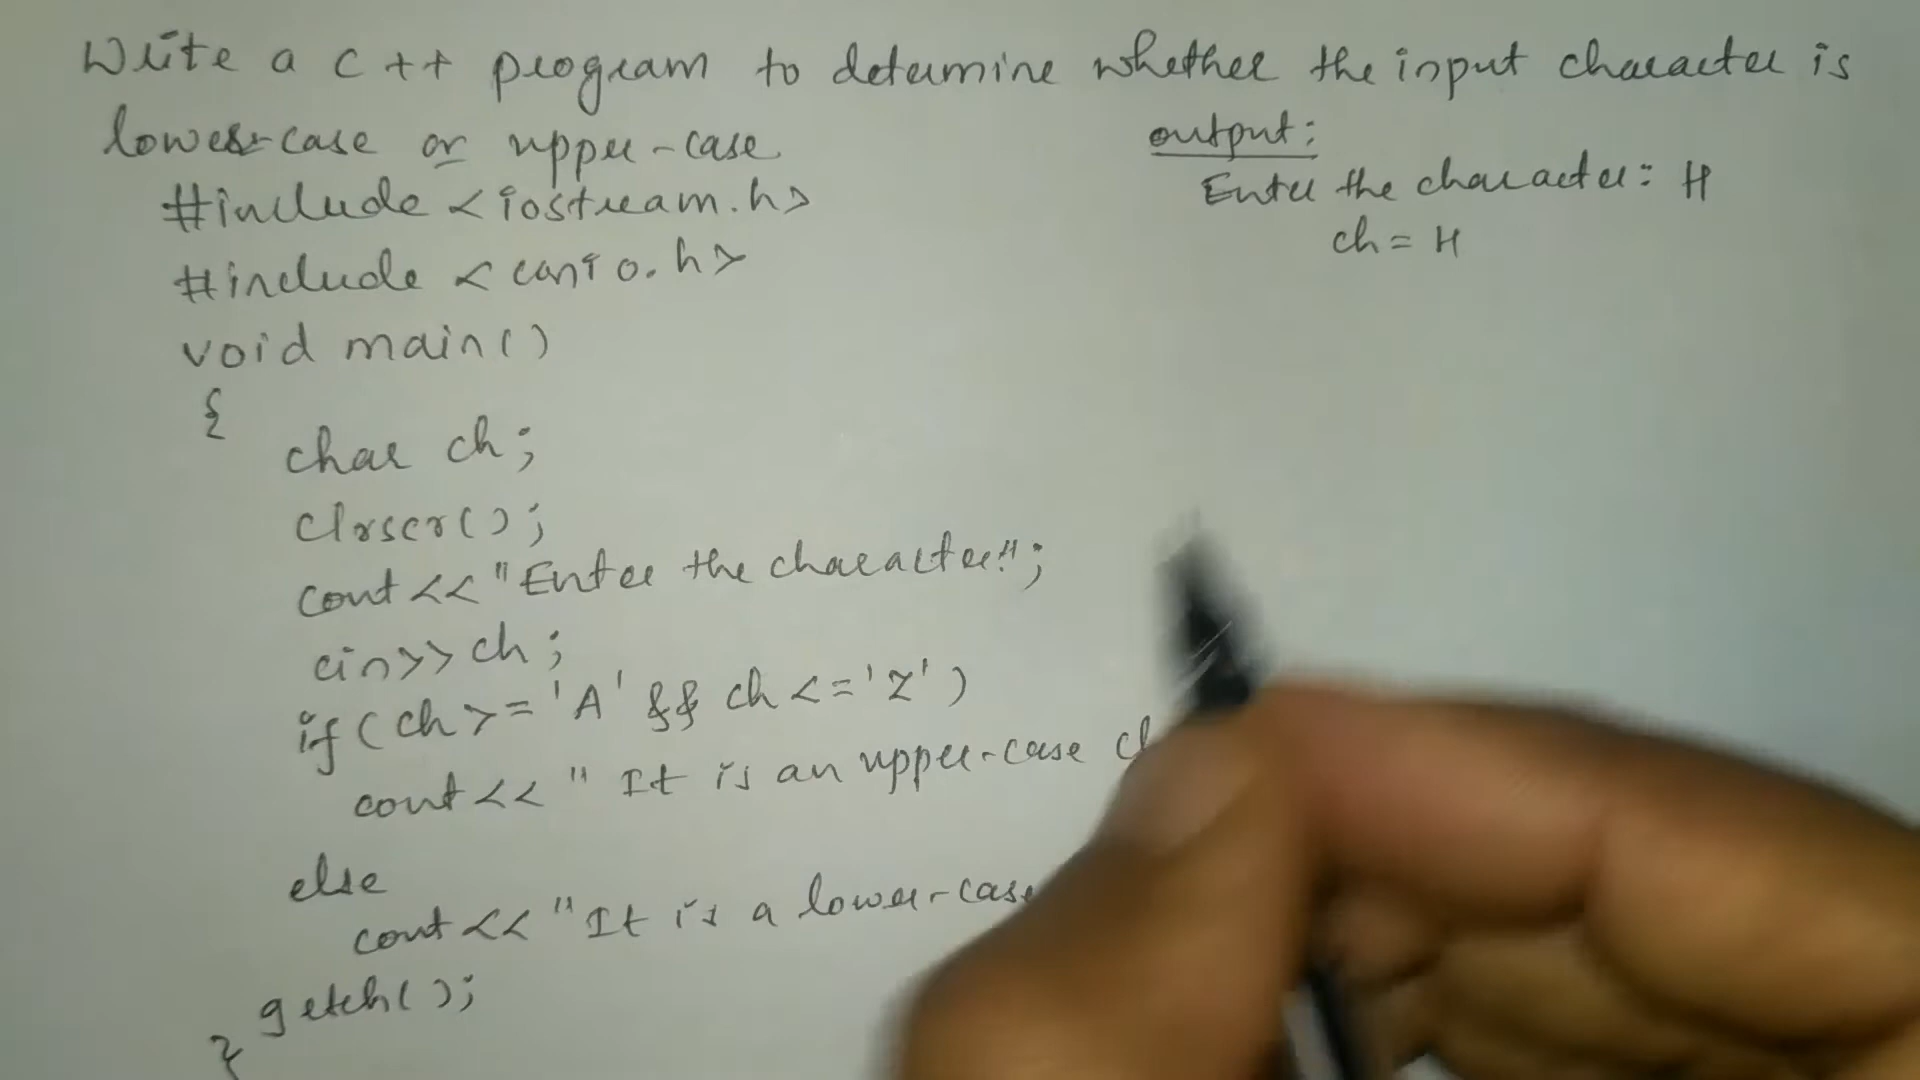 Write a C++ program to determine whether the input character is
lower-case or upper-case
#include <iostream.h>
#include <conio.h>
void main()
{
char ch;
clrscr();
cout<<"Enter the character:";
cin>>ch;
if(ch>='A' && ch<='Z')
cout<<" It is an upper-case
else
cout<<"It is a lower-case
getch();
}
output:
Enter the character: H
ch = H